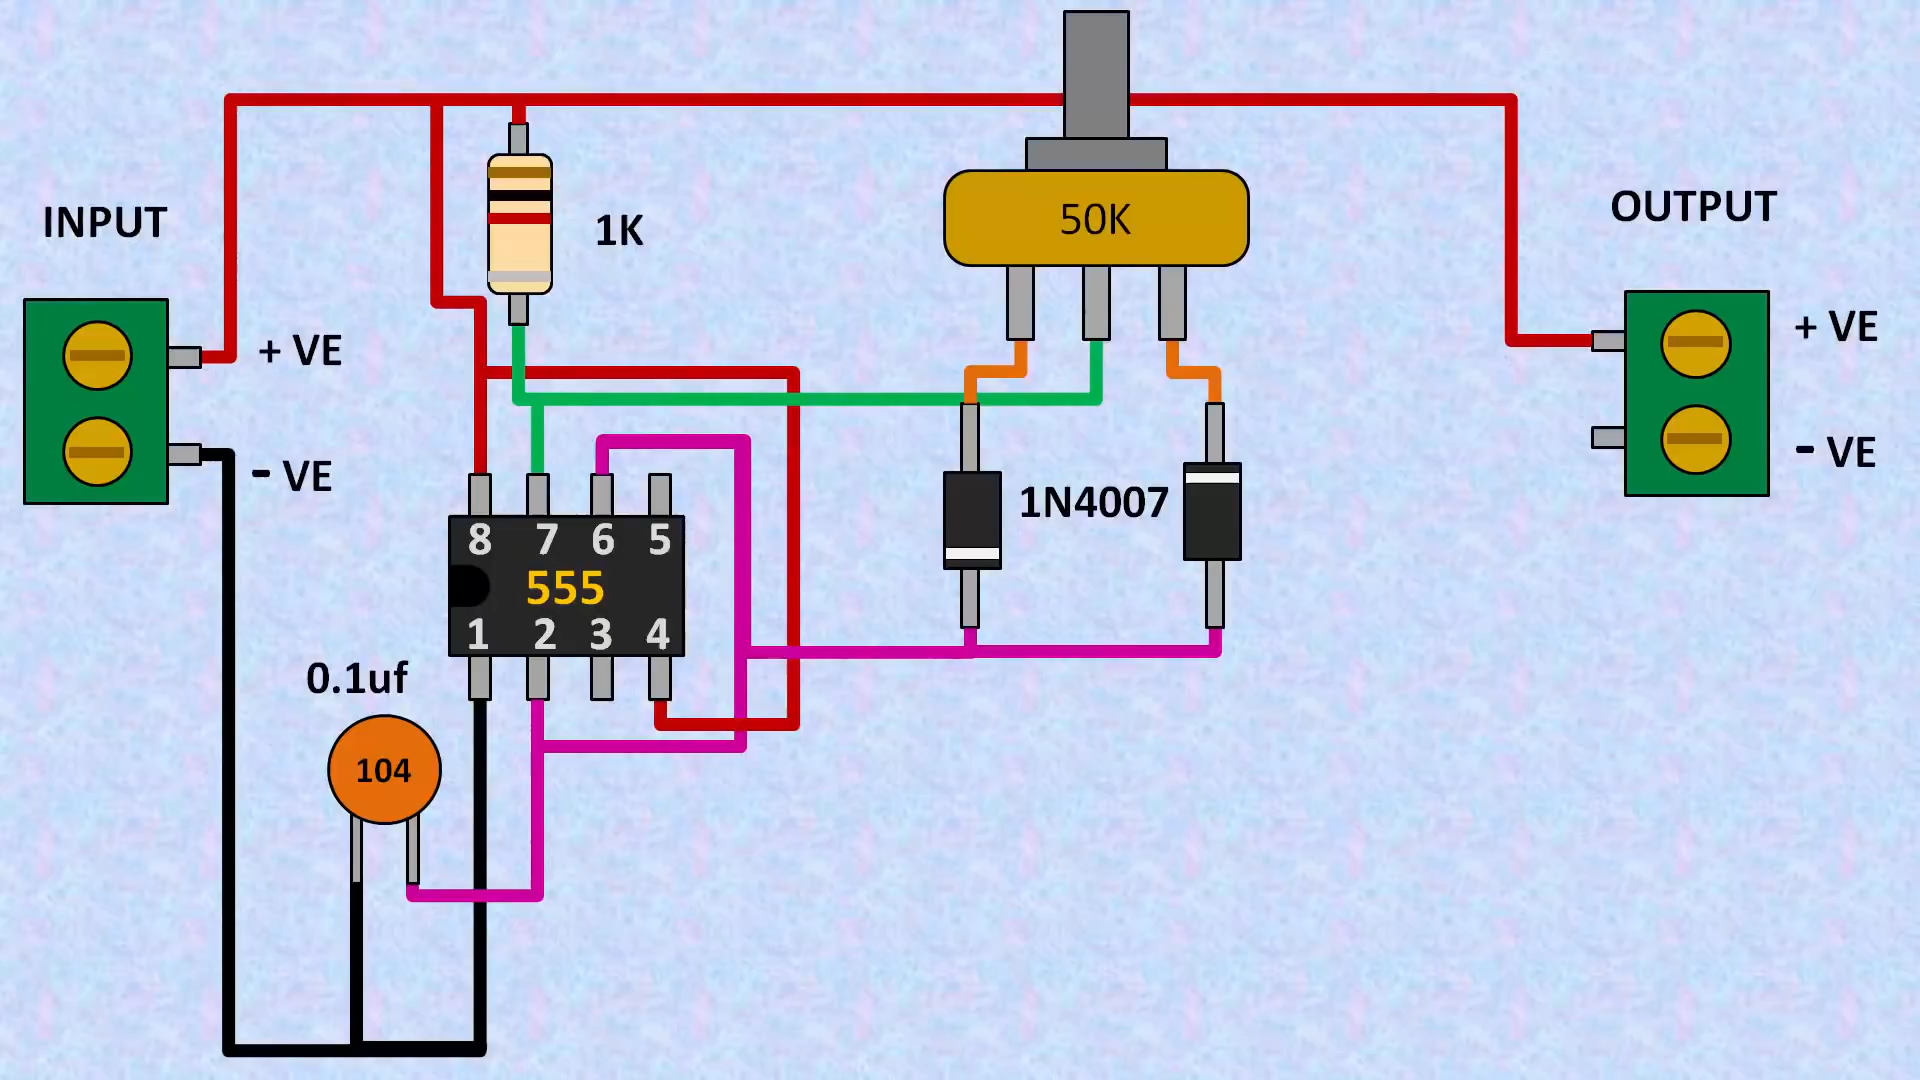 INPUT
+ VE
- VE
1K
50K
OUTPUT
+ VE
- VE
1N4007
8 7 6 5
555
1 2 3 4
0.1uf
104